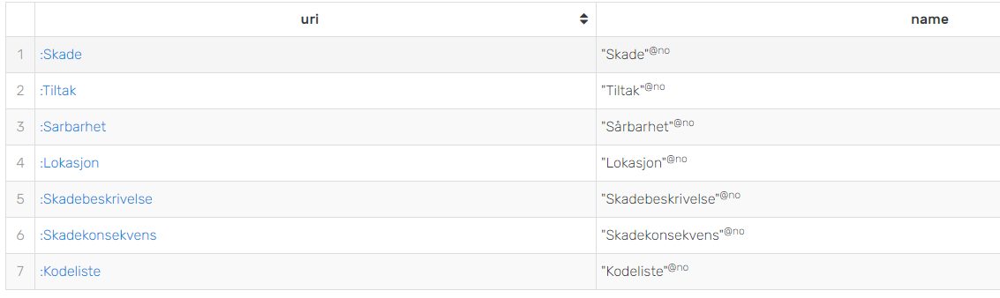 uri name
1 :Skade "Skade"@no
2 :Tiltak "Tiltak"@no
3 :Sarbarhet "Sårbarhet"@no
4 :Lokasjon "Lokasjon"@no
5 :Skadebeskrivelse "Skadebeskrivelse"@no
6 :Skadekonsekvens "Skadekonsekvens"@no
7 :Kodeliste "Kodeliste"@no